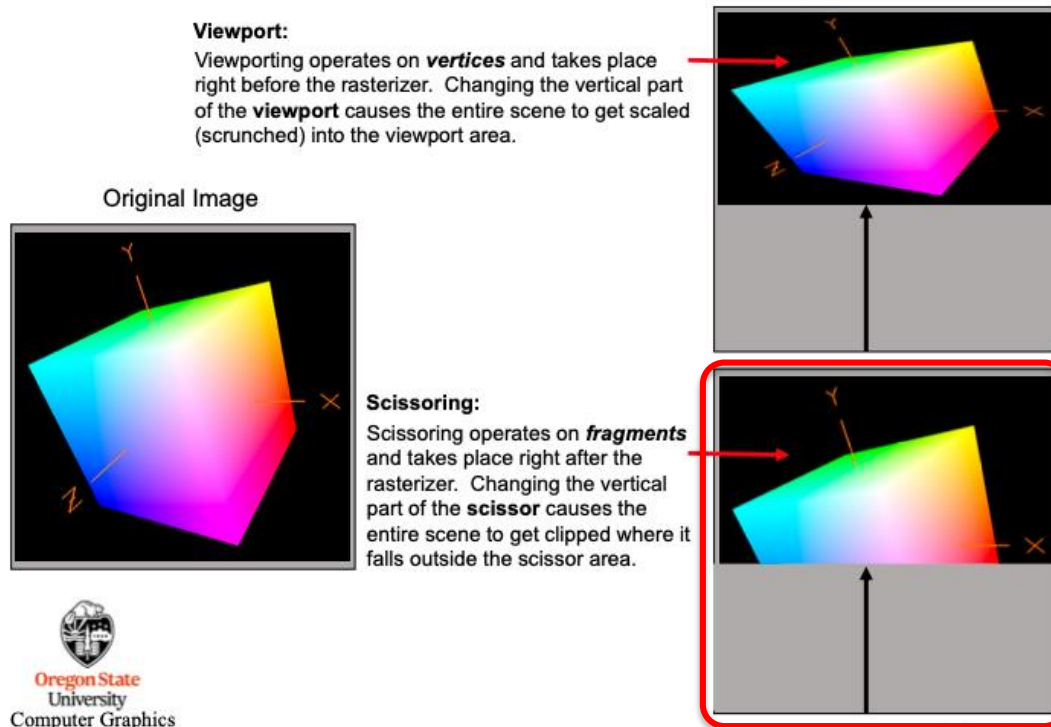 Viewport:
Viewporting operates on vertices and takes place
right before the rasterizer. Changing the vertical part
of the viewport causes the entire scene to get scaled
(scrunched) into the viewport area.
Y
X
Z
Original Image
Y
X
Z
Scissoring:
Scissoring operates on fragments
and takes place right after the
rasterizer. Changing the vertical
part of the scissor causes the
entire scene to get clipped where it
falls outside the scissor area.
Y
X
Oregon State
University
Computer Graphics